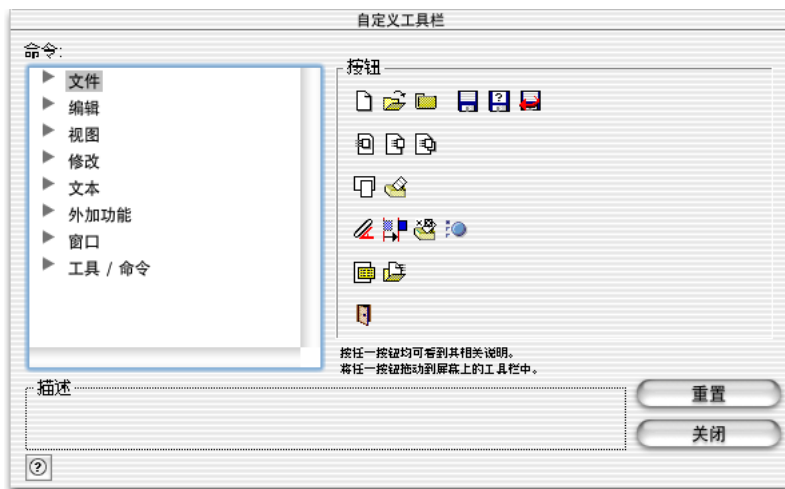 自定义工具栏
命令:
文件
编辑
视图
修改
文本
外加功能
窗口
工具 / 命令
按钮
按任一按钮均可看到其相关说明。
将任一按钮拖动到屏幕上的工具栏中。
描述
重置
关闭
?